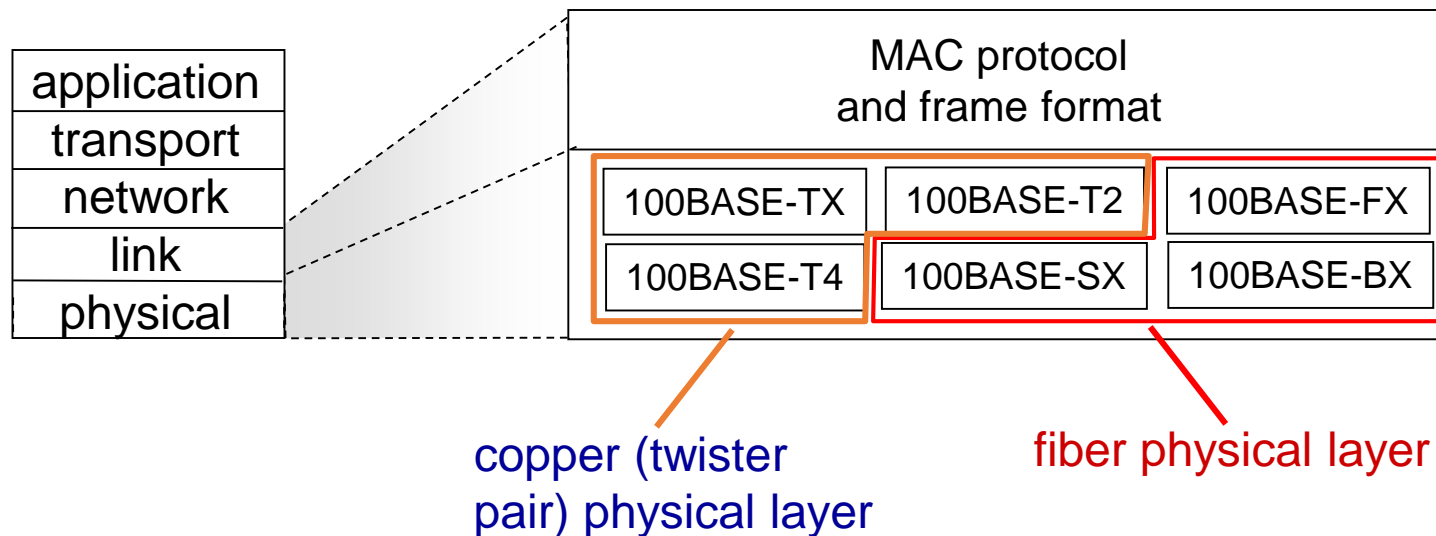 application
transport
network
link
physical
MAC protocol
and frame format
100BASE-TX
100BASE-T2
100BASE-FX
100BASE-T4
100BASE-SX
100BASE-BX
copper (twister
pair) physical layer
fiber physical layer